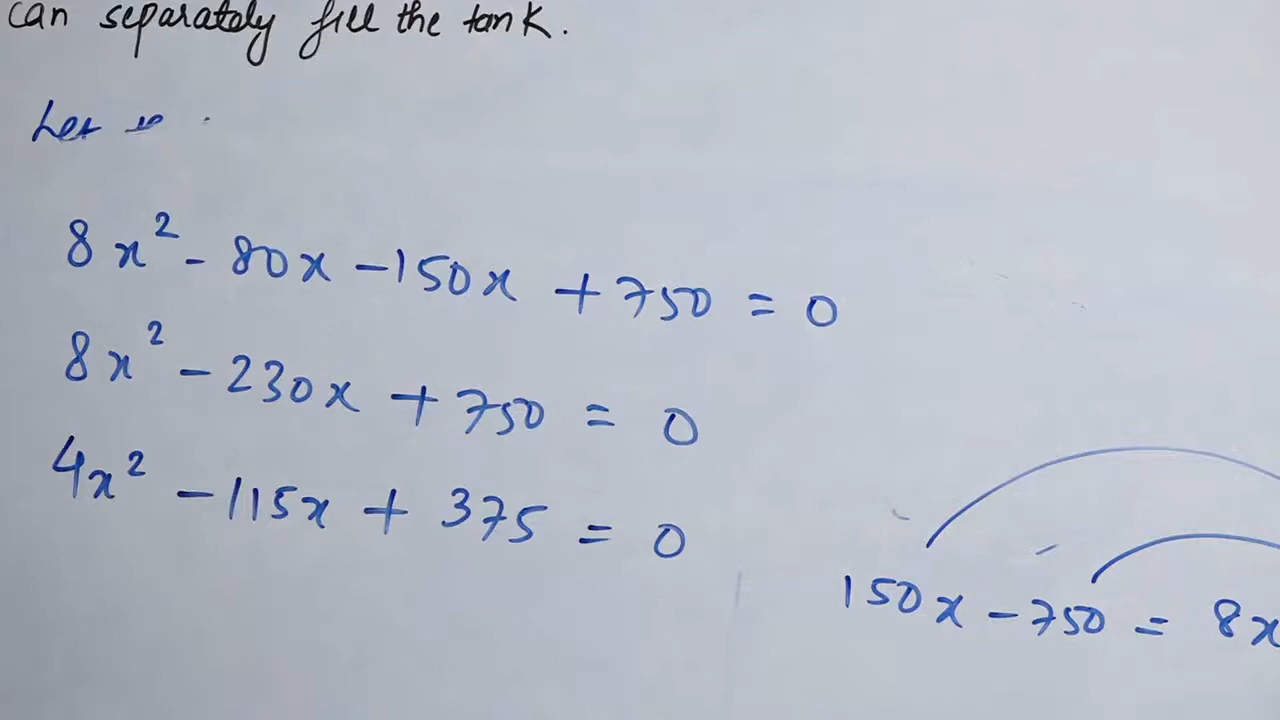 can separately fill the tank.
Let
8x² - 80x - 150x + 750 = 0
8x² - 230x + 750 = 0
4x² - 115x + 375 = 0
150x - 750 = 8x